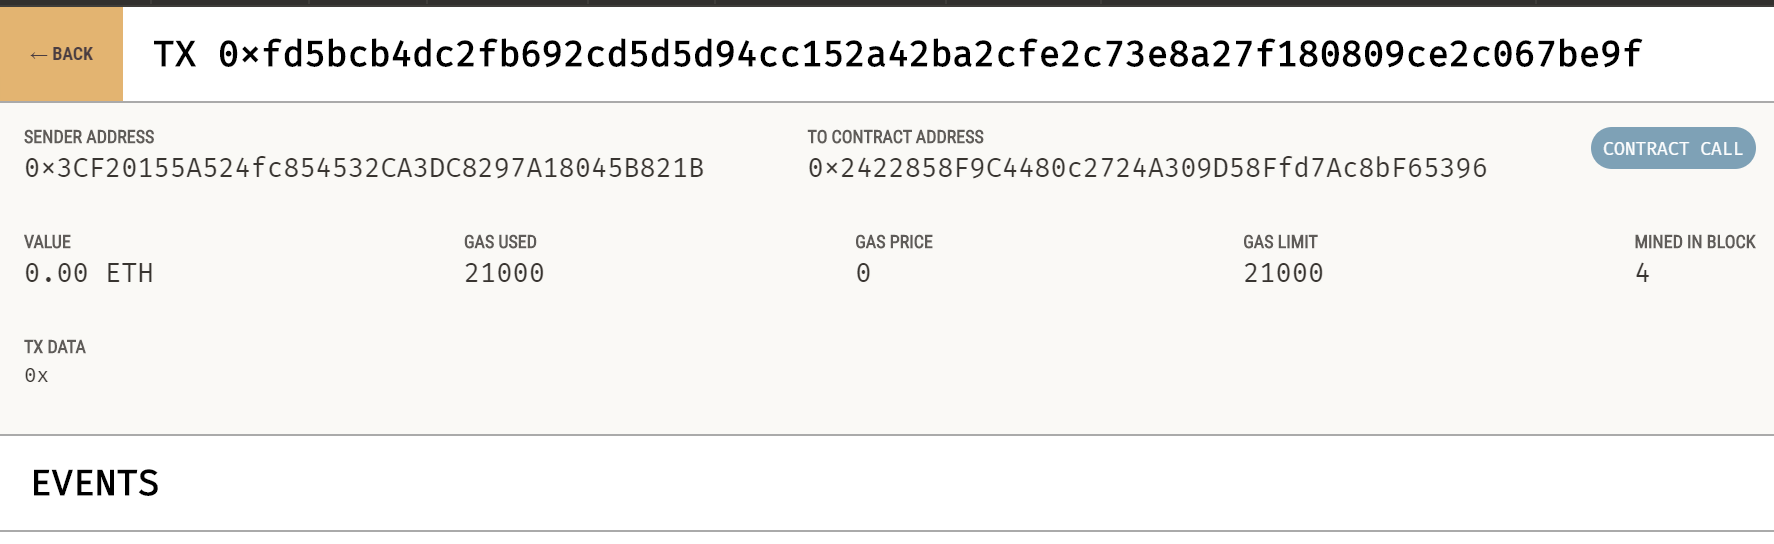 ← BACK
TX 0×fd5bcb4dc2fb692cd5d5d94cc152a42ba2cfe2c73e8a27f180809ce2c067be9f
SENDER ADDRESS
0×3CF20155A524fc854532CA3DC8297A18045B821B
TO CONTRACT ADDRESS
0×2422858F9C4480c2724A309D58Ffd7Ac8bF65396
CONTRACT CALL
VALUE
0.00 ETH
GAS USED
21000
GAS PRICE
0
GAS LIMIT
21000
MINED IN BLOCK
4
TX DATA
0x
EVENTS